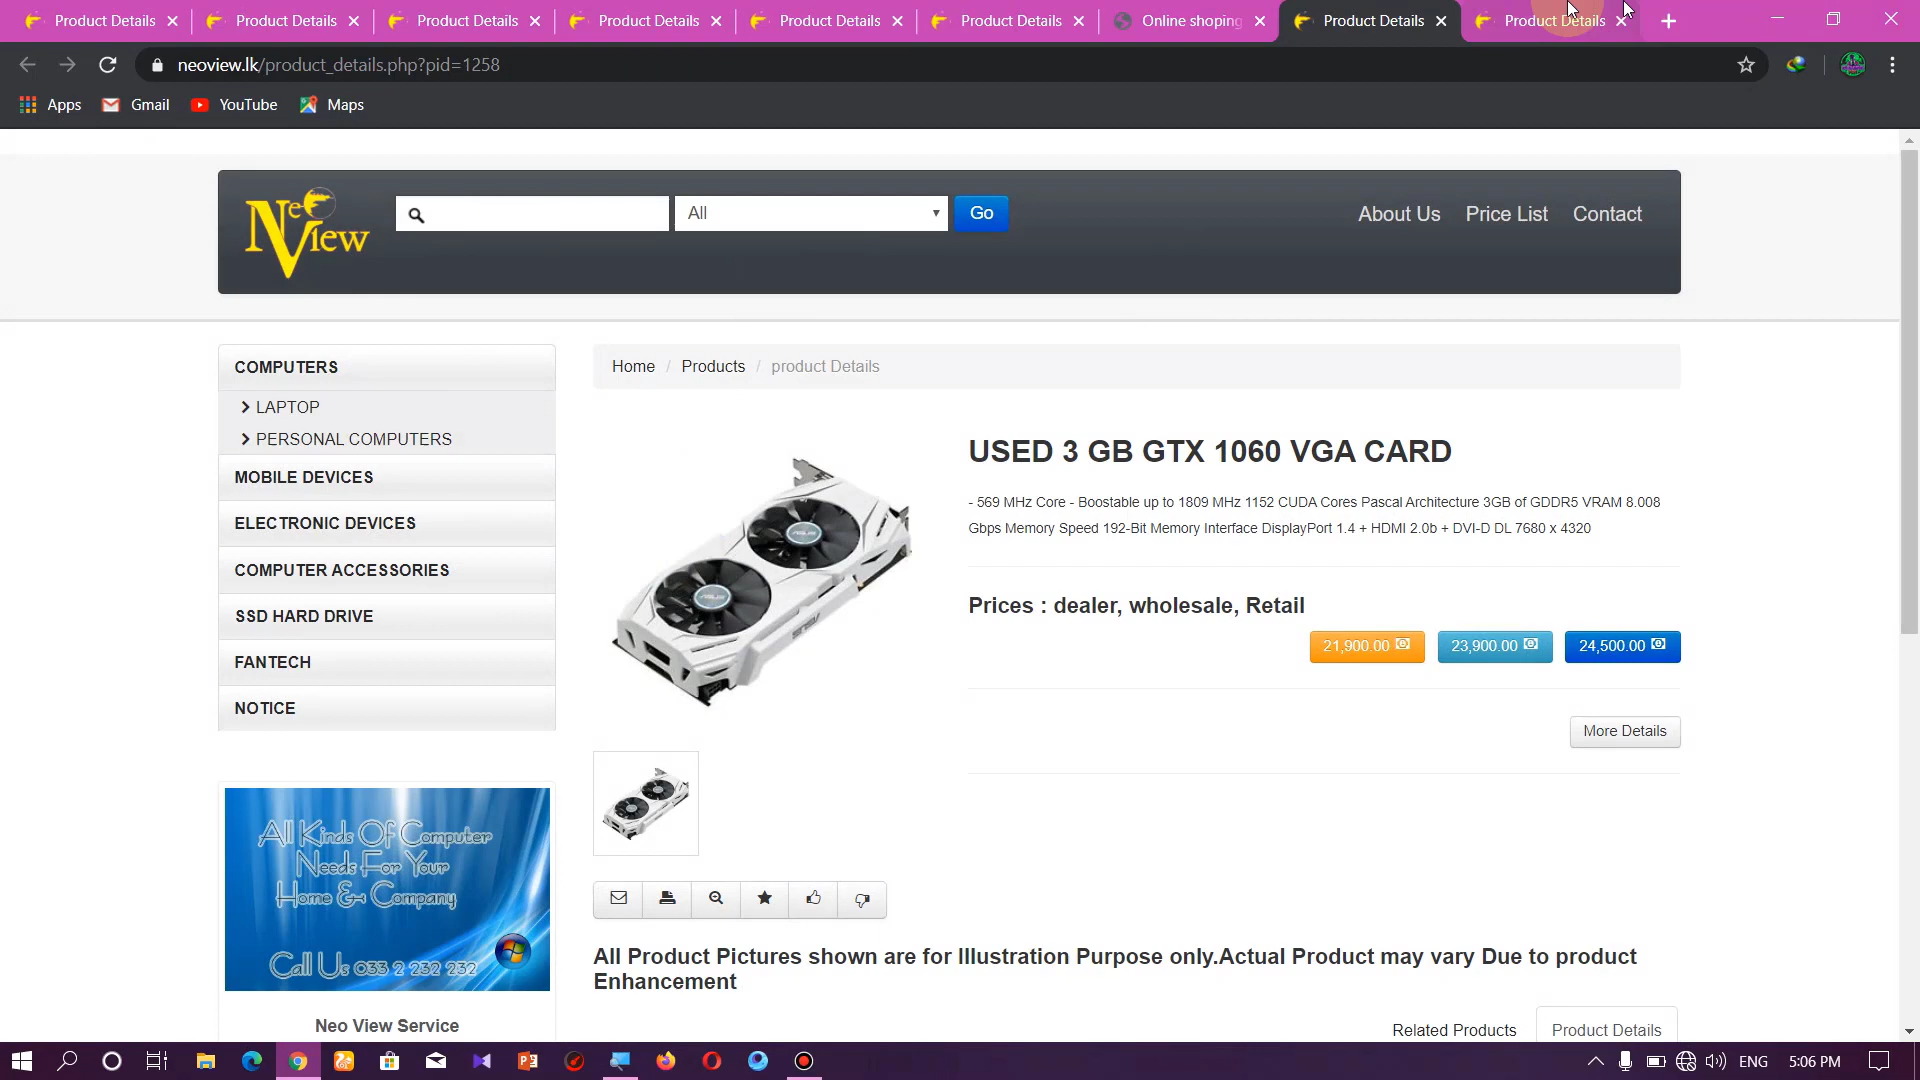 Product Details
Product Details
Product Details
Product Details
Product Details
Product Details
Online shoping
Product Details
Product Details
neoview.lk/product_details.php?pid=1258
Apps
Gmail
YouTube
Maps
Neo View
All
Go
About Us
Price List
Contact
COMPUTERS
LAPTOP
PERSONAL COMPUTERS
MOBILE DEVICES
ELECTRONIC DEVICES
COMPUTER ACCESSORIES
SSD HARD DRIVE
FANTECH
NOTICE
All Kinds Of Computer
Needs For Your
Home & Company
Call Us 033 2 232 232
Neo View Service
Home / Products / product Details
USED 3 GB GTX 1060 VGA CARD
- 569 MHz Core - Boostable up to 1809 MHz 1152 CUDA Cores Pascal Architecture 3GB of GDDR5 VRAM 8.008
Gbps Memory Speed 192-Bit Memory Interface DisplayPort 1.4 + HDMI 2.0b + DVI-D DL 7680 x 4320
Prices : dealer, wholesale, Retail
21,900.00
23,900.00
24,500.00
More Details
All Product Pictures shown are for Illustration Purpose only.Actual Product may vary Due to product
Enhancement
Related Products
Product Details
ENG
5:06 PM